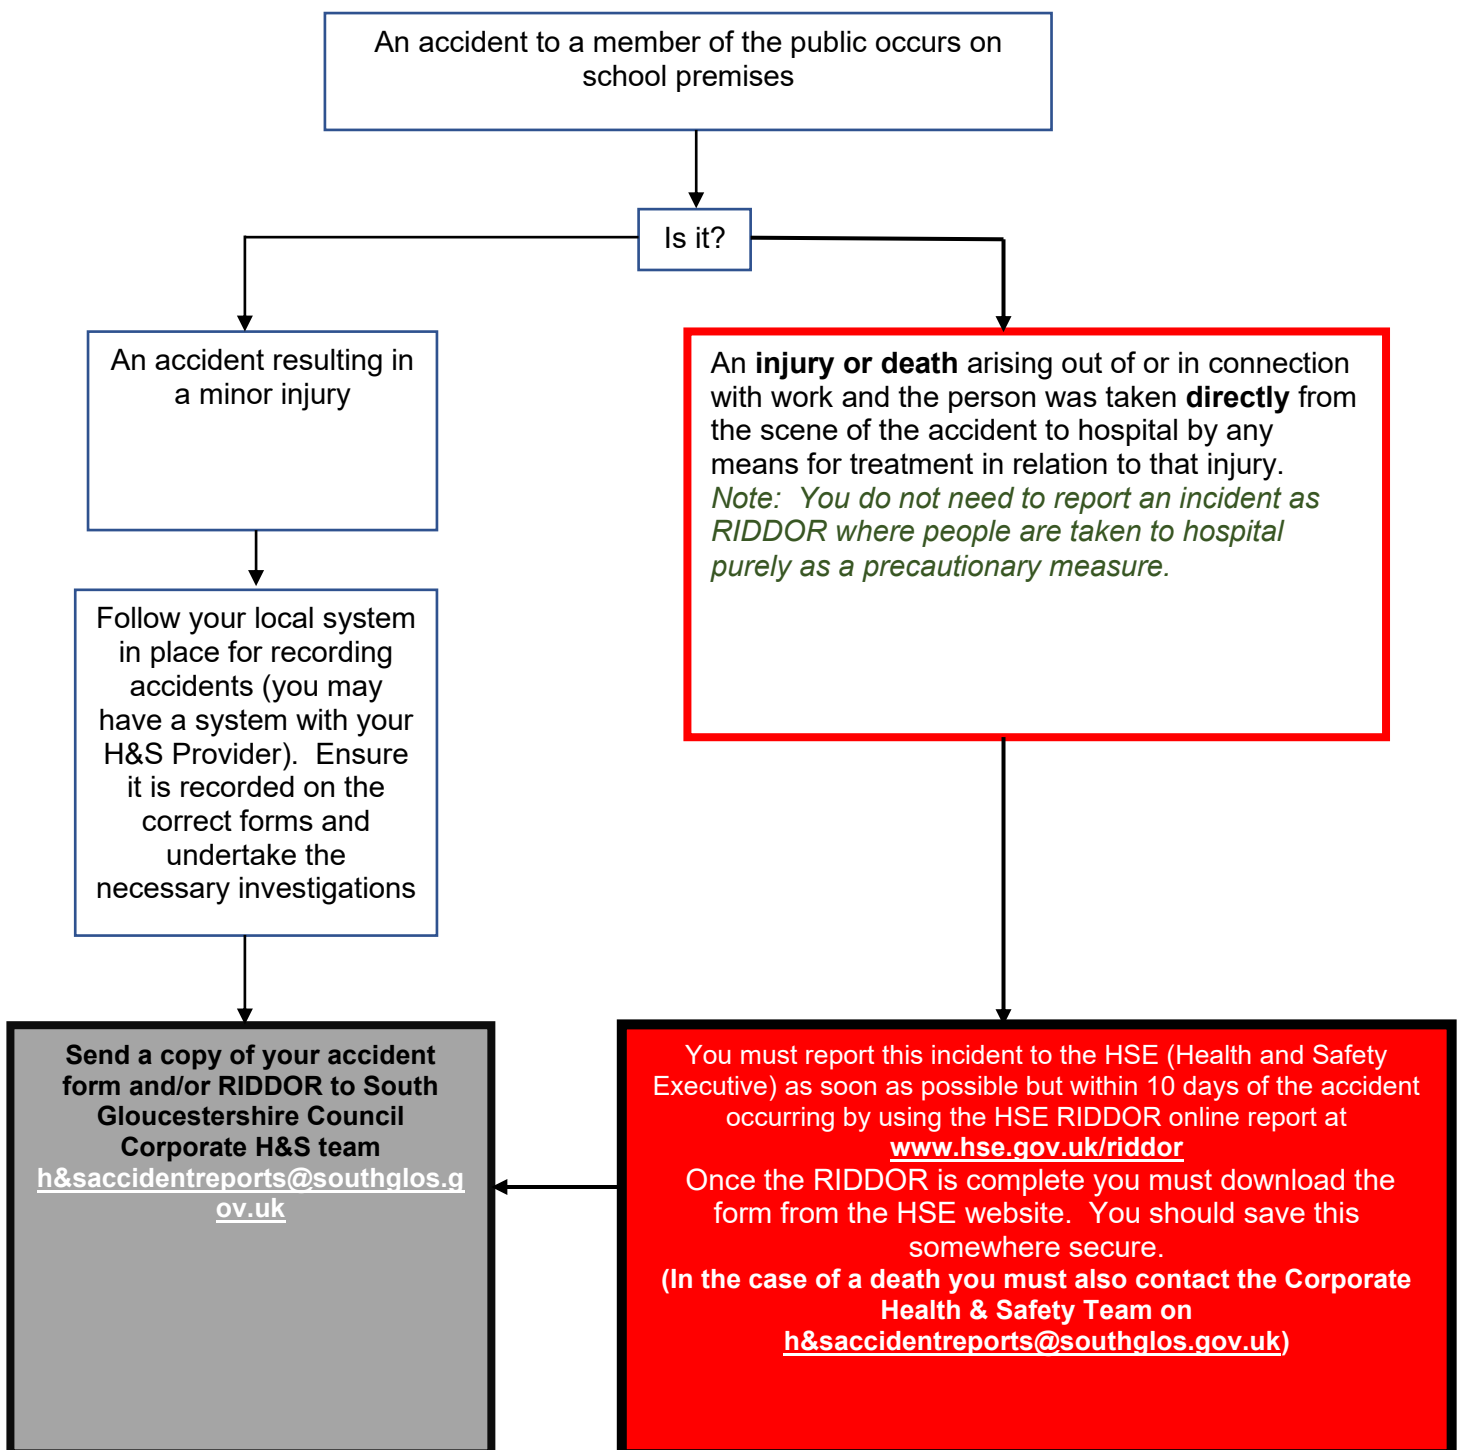 An accident to a member of the public occurs on
school premises
Is it?
An accident resulting in
a minor injury
An injury or death arising out of or in connection
with work and the person was taken directly from
the scene of the accident to hospital by any
means for treatment in relation to that injury.
Note:  You do not need to report an incident as
RIDDOR where people are taken to hospital
purely as a precautionary measure.
Follow your local system
in place for recording
accidents (you may
have a system with your
H&S Provider).  Ensure
it is recorded on the
correct forms and
undertake the
necessary investigations
Send a copy of your accident
form and/or RIDDOR to South
Gloucestershire Council
Corporate H&S team
h&saccidentreports@southglos.g
ov.uk
You must report this incident to the HSE (Health and Safety
Executive) as soon as possible but within 10 days of the accident
occurring by using the HSE RIDDOR online report at
www.hse.gov.uk/riddor
Once the RIDDOR is complete you must download the
form from the HSE website.  You should save this
somewhere secure.
(In the case of a death you must also contact the Corporate
Health & Safety Team on
h&saccidentreports@southglos.gov.uk)